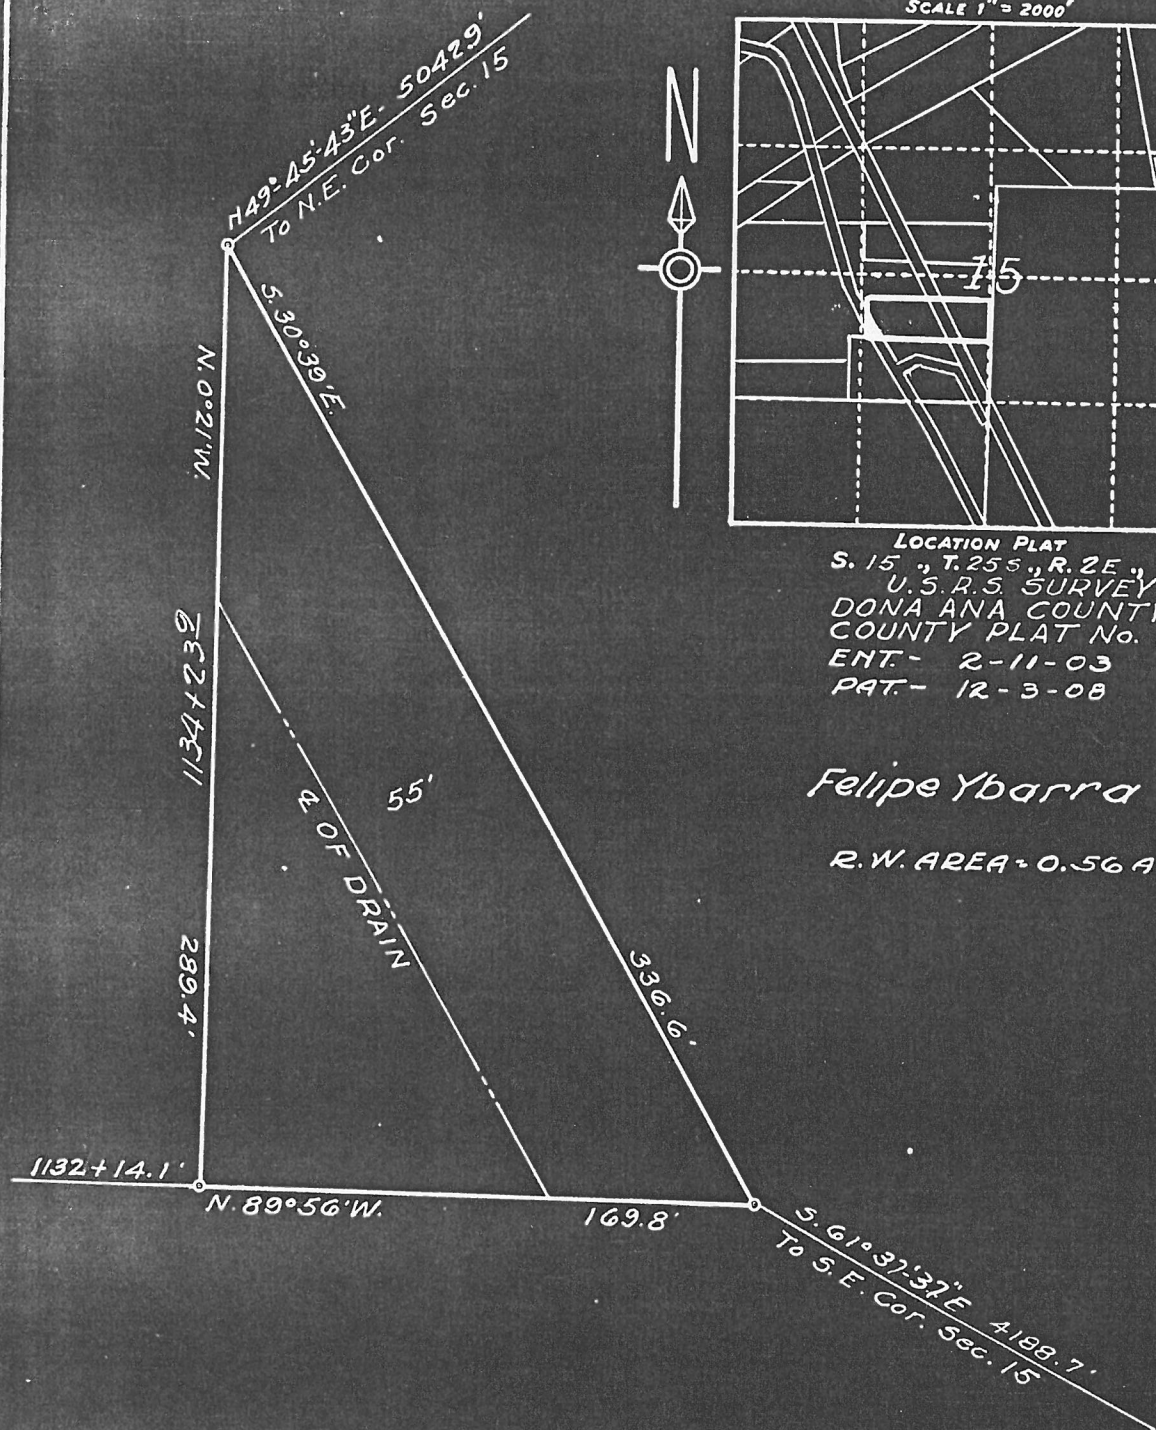 SCALE 1" = 2000'
N49°-45'-43"E- 5042.9'
To N.E. Cor. Sec. 15
N
S. 30°39'E.
N. 0°21'W.
15
LOCATION PLAT
S. 15 ., T. 25 S., R. 2E .,
U.S.R.S. SURVEY
DONA ANA COUNTY
COUNTY PLAT No.
ENT.- 2-11-03
PAT.- 12-3-08
1134+23.9
55'
Felipe Ybarra
℄ OF DRAIN
R.W. AREA = 0.56 A
289.4'
336.6'
1132+14.1'
N. 89°56'W.
169.8'
S. 61°37'-37"E 4188.7'
To S.E. Cor. Sec. 15